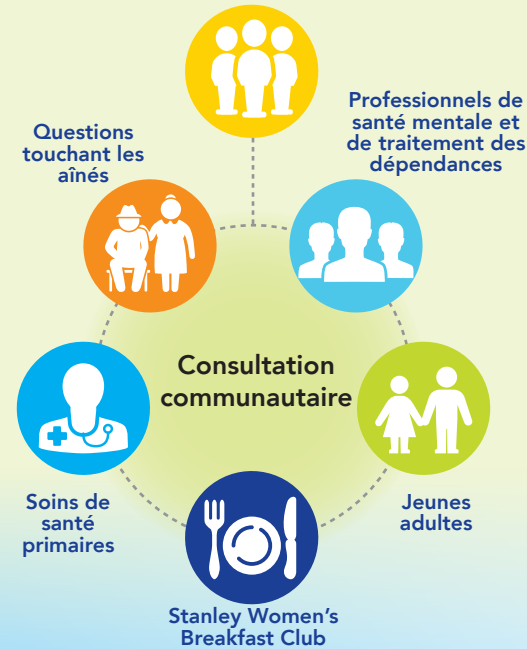 Questions
touchant les
aînés
Professionnels de
santé mentale et
de traitement des
dépendances
Consultation
communautaire
Soins de
santé
primaires
Jeunes
adultes
Stanley Women’s
Breakfast Club